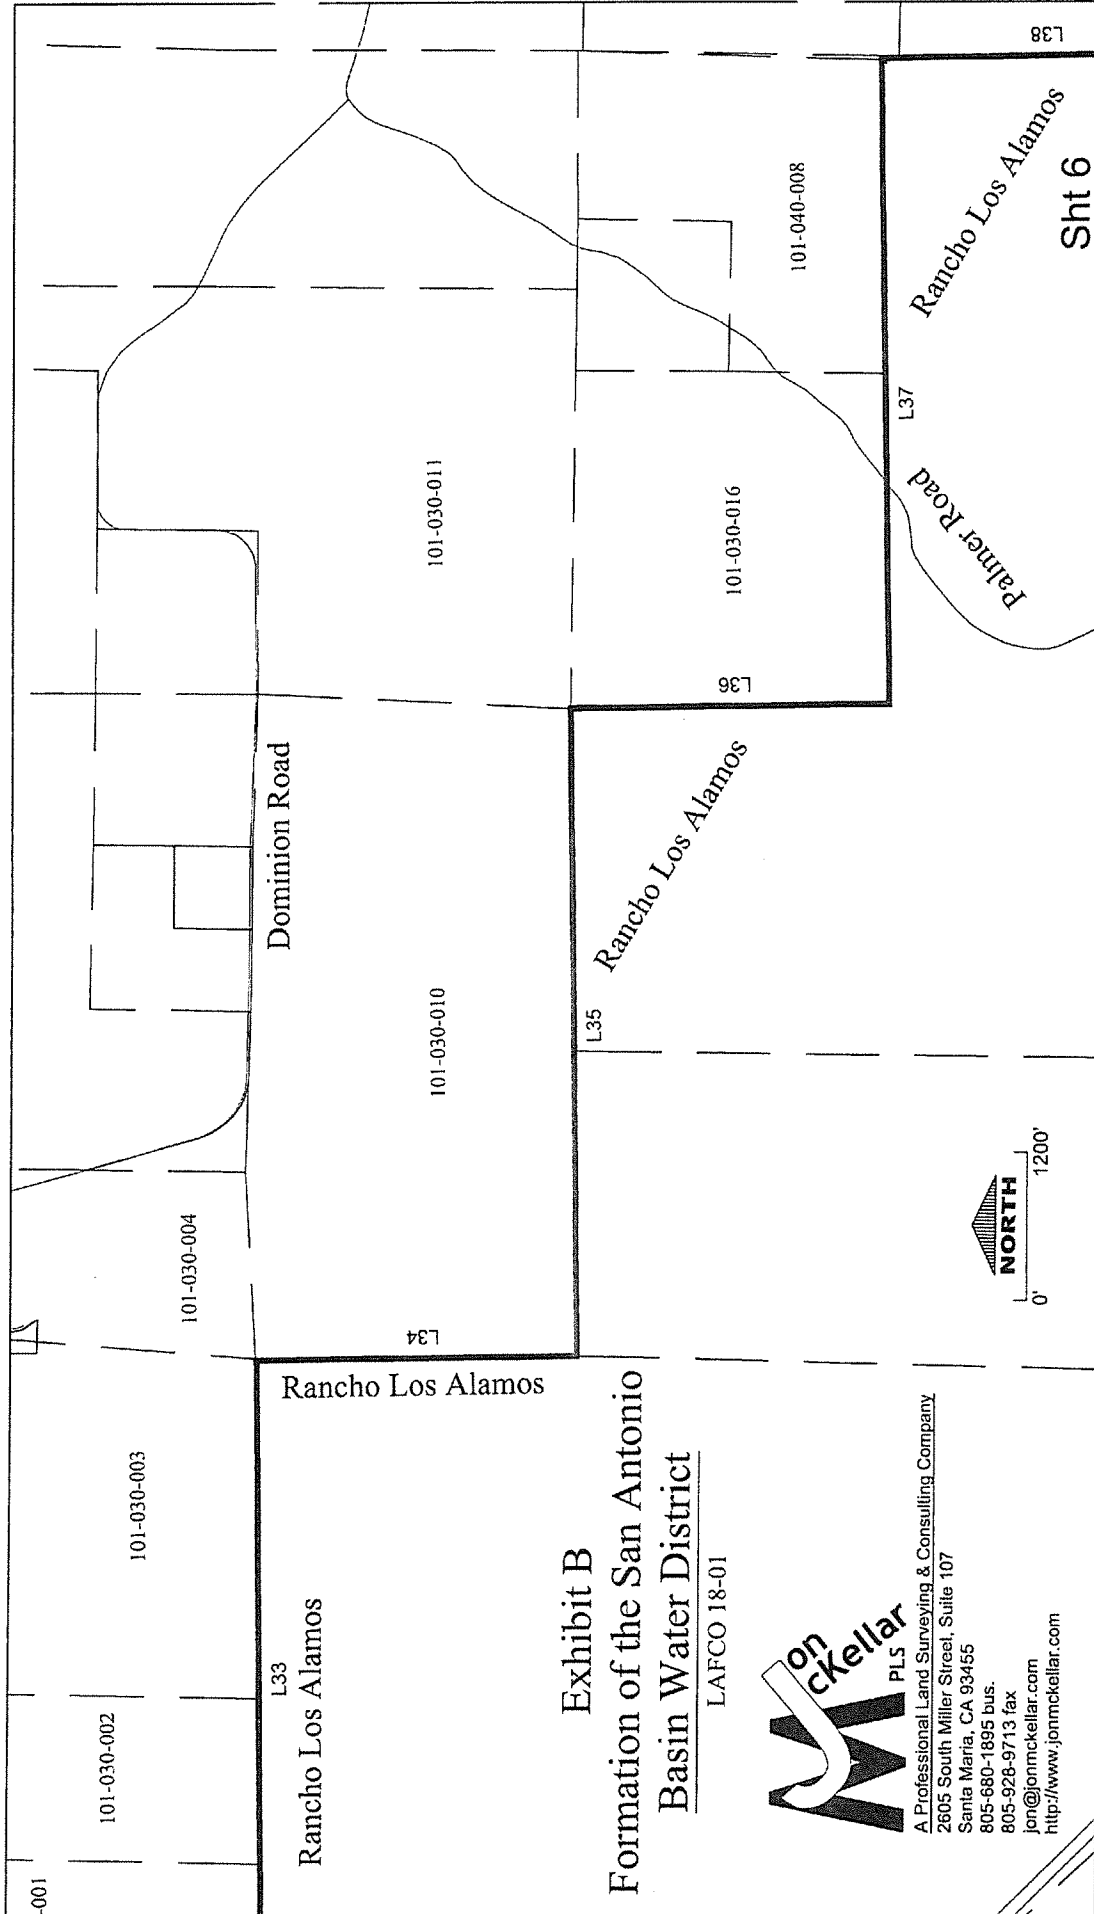 -001
101-030-002
101-030-003
101-030-004
L33
Rancho Los Alamos
Rancho Los Alamos
L34
Dominion Road
101-030-010
101-030-011
L35
Rancho Los Alamos
L36
101-030-016
101-040-008
L37
Palmer Road
Rancho Los Alamos
L38
Sht 6
Exhibit B
Formation of the San Antonio
Basin Water District
LAFCO 18-01
on
cKellar
PLS
A Professional Land Surveying & Consulting Company
2605 South Miller Street, Suite 107
Santa Maria, CA 93455
805-680-1895 bus.
805-928-9713 fax
jon@jonmckellar.com
http://www.jonmckellar.com
NORTH
0' 1200'